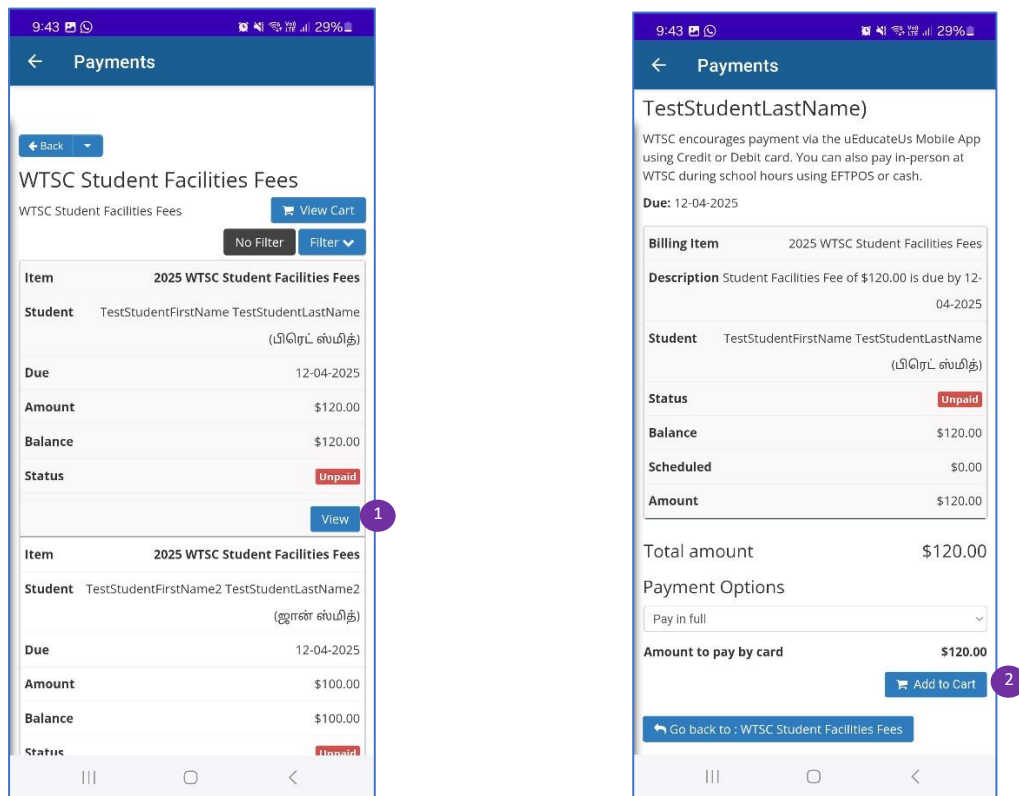 9:43 29%
← Payments
Back
WTSC Student Facilities Fees
WTSC Student Facilities Fees View Cart
No Filter Filter
Item 2025 WTSC Student Facilities Fees
Student TestStudentFirstName TestStudentLastName
(பிரெட் ஸ்மித்)
Due 12-04-2025
Amount $120.00
Balance $120.00
Status Unpaid
View 1
Item 2025 WTSC Student Facilities Fees
Student TestStudentFirstName2 TestStudentLastName2
(ஜான் ஸ்மித்)
Due 12-04-2025
Amount $100.00
Balance $100.00
Status Unpaid
9:43 29%
← Payments
TestStudentLastName)
WTSC encourages payment via the uEducateUs Mobile App
using Credit or Debit card. You can also pay in-person at
WTSC during school hours using EFTPOS or cash.
Due: 12-04-2025
Billing Item 2025 WTSC Student Facilities Fees
Description Student Facilities Fee of $120.00 is due by 12-
04-2025
Student TestStudentFirstName TestStudentLastName
(பிரெட் ஸ்மித்)
Status Unpaid
Balance $120.00
Scheduled $0.00
Amount $120.00
Total amount $120.00
Payment Options
Pay in full
Amount to pay by card $120.00
Add to Cart 2
Go back to : WTSC Student Facilities Fees